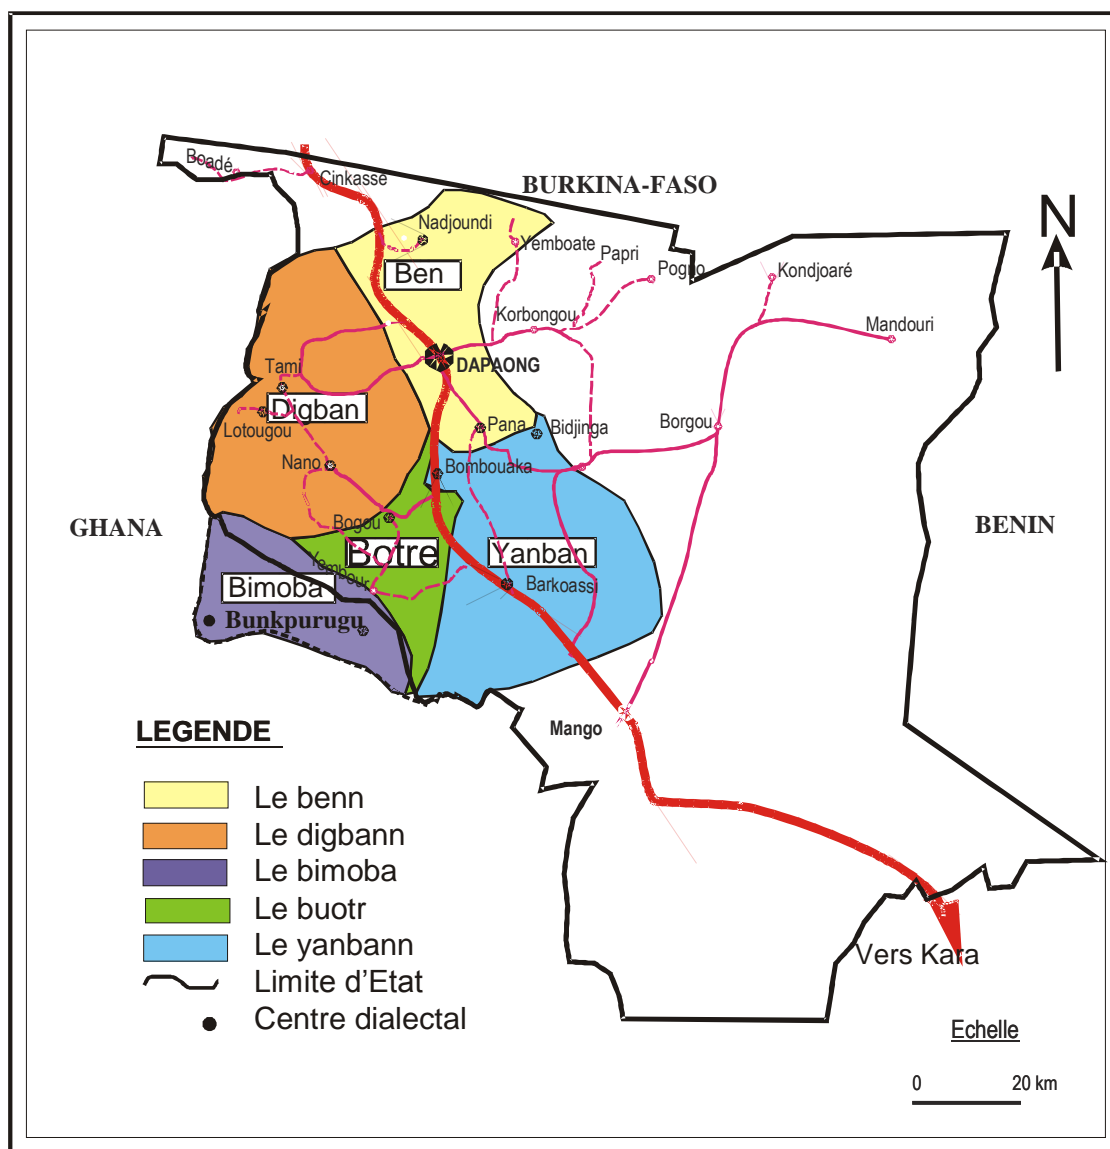 Boadé
Cinkasse
BURKINA-FASO
N
Nadjoundi
Yemboate
Papri
Pogno
Kondjoaré
Ben
Korbongou
Mandouri
Tami
DAPAONG
Digban
Lotougou
Pana
Bidjinga
Borgou
Nano
Bombouaka
GHANA
Bogou
BENIN
Botre
Yanban
Yembour
Bimoba
Barkoassi
Bunkpurugu
Mango
LEGENDE
Le benn
Le digbann
Le bimoba
Le buotr
Le yanbann
Limite d'Etat
Centre dialectal
Vers Kara
Echelle
0 20 km